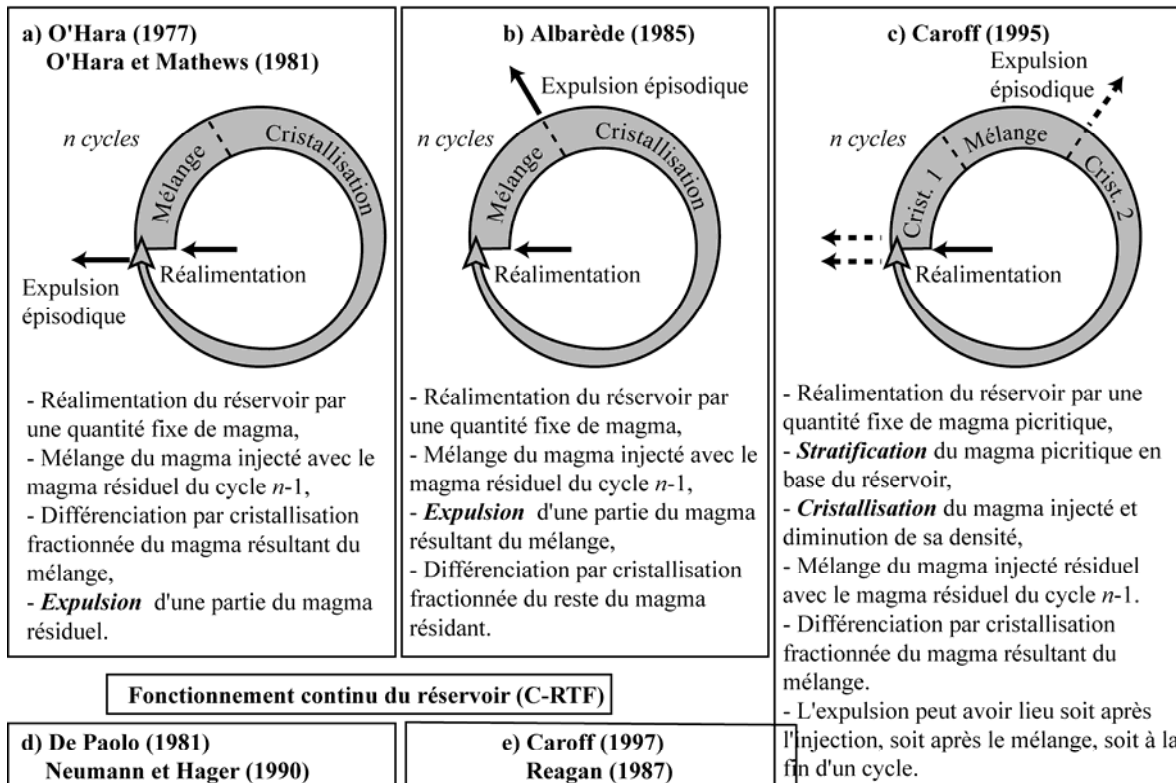 a) O'Hara (1977)
O'Hara et Mathews (1981)
n cycles
Mélange
Cristallisation
Réalimentation
Expulsion
épisodique
- Réalimentation du réservoir par
une quantité fixe de magma,
- Mélange du magma injecté avec le
magma résiduel du cycle n-1,
- Différenciation par cristallisation
fractionnée du magma résultant du
mélange,
- Expulsion d'une partie du magma
résiduel.
b) Albarède (1985)
Expulsion épisodique
n cycles
Mélange
Cristallisation
Réalimentation
- Réalimentation du réservoir par
une quantité fixe de magma,
- Mélange du magma injecté avec le
magma résiduel du cycle n-1,
- Expulsion d'une partie du magma
résultant du mélange,
- Différenciation par cristallisation
fractionnée du reste du magma
résidant.
c) Caroff (1995)
Expulsion
épisodique
n cycles
Crist. 1
Mélange
Crist. 2
Réalimentation
- Réalimentation du réservoir par une
quantité fixe de magma picritique,
- Stratification du magma picritique en
base du réservoir,
- Cristallisation du magma injecté et
diminution de sa densité,
- Mélange du magma injecté résiduel
avec le magma résiduel du cycle n-1.
- Différenciation par cristallisation
fractionnée du magma résultant du
mélange.
- L'expulsion peut avoir lieu soit après
l'injection, soit après le mélange, soit à la
fin d'un cycle.
Fonctionnement continu du réservoir (C-RTF)
d) De Paolo (1981)
Neumann et Hager (1990)
e) Caroff (1997)
Reagan (1987)